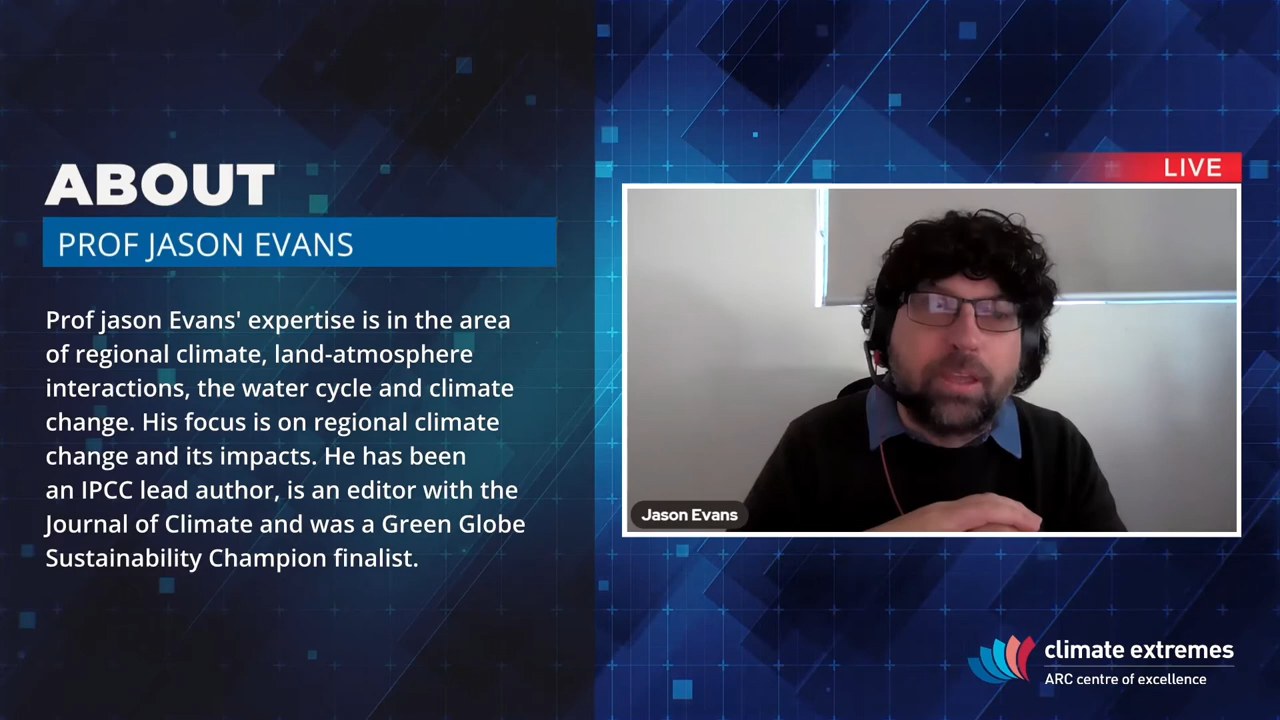 ABOUT
PROF JASON EVANS
Prof jason Evans' expertise is in the area
of regional climate, land-atmosphere
interactions, the water cycle and climate
change. His focus is on regional climate
change and its impacts. He has been
an IPCC lead author, is an editor with the
Journal of Climate and was a Green Globe
Sustainability Champion finalist.
LIVE
Jason Evans
climate extremes
ARC centre of excellence